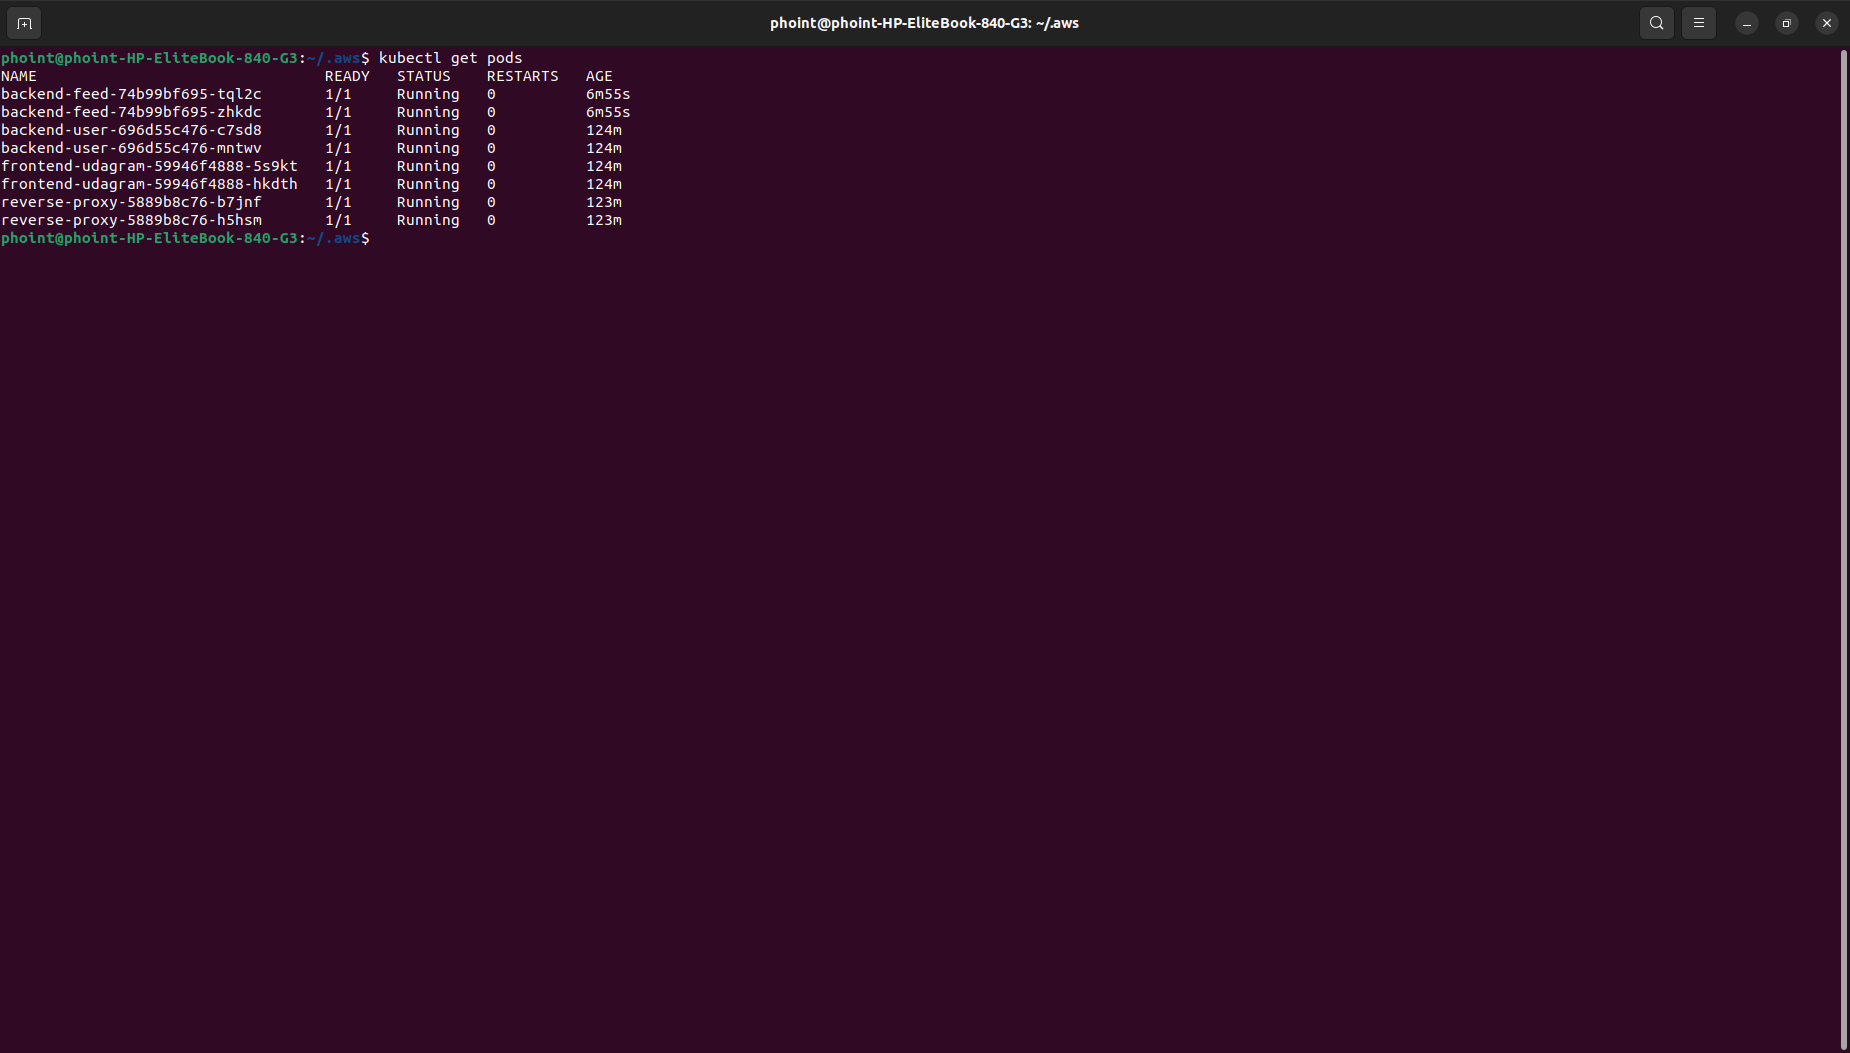 phoint@phoint-HP-EliteBook-840-G3: ~/.aws
phoint@phoint-HP-EliteBook-840-G3:~/.aws$ kubectl get pods
NAME                                READY   STATUS    RESTARTS   AGE
backend-feed-74b99bf695-tql2c       1/1     Running   0          6m55s
backend-feed-74b99bf695-zhkdc       1/1     Running   0          6m55s
backend-user-696d55c476-c7sd8       1/1     Running   0          124m
backend-user-696d55c476-mntwv       1/1     Running   0          124m
frontend-udagram-59946f4888-5s9kt   1/1     Running   0          124m
frontend-udagram-59946f4888-hkdth   1/1     Running   0          124m
reverse-proxy-5889b8c76-b7jnf       1/1     Running   0          123m
reverse-proxy-5889b8c76-h5hsm       1/1     Running   0          123m
phoint@phoint-HP-EliteBook-840-G3:~/.aws$